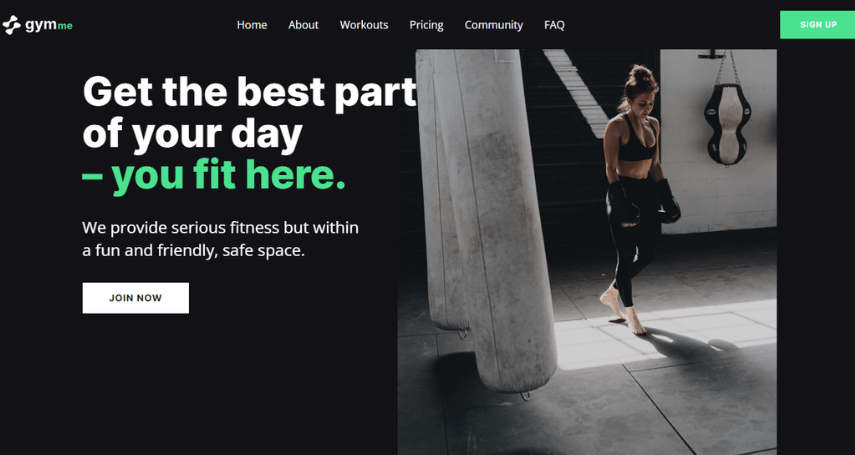 gymme
Home About Workouts Pricing Community FAQ
SIGN UP
Get the best part
of your day
– you fit here.
We provide serious fitness but within
a fun and friendly, safe space.
JOIN NOW